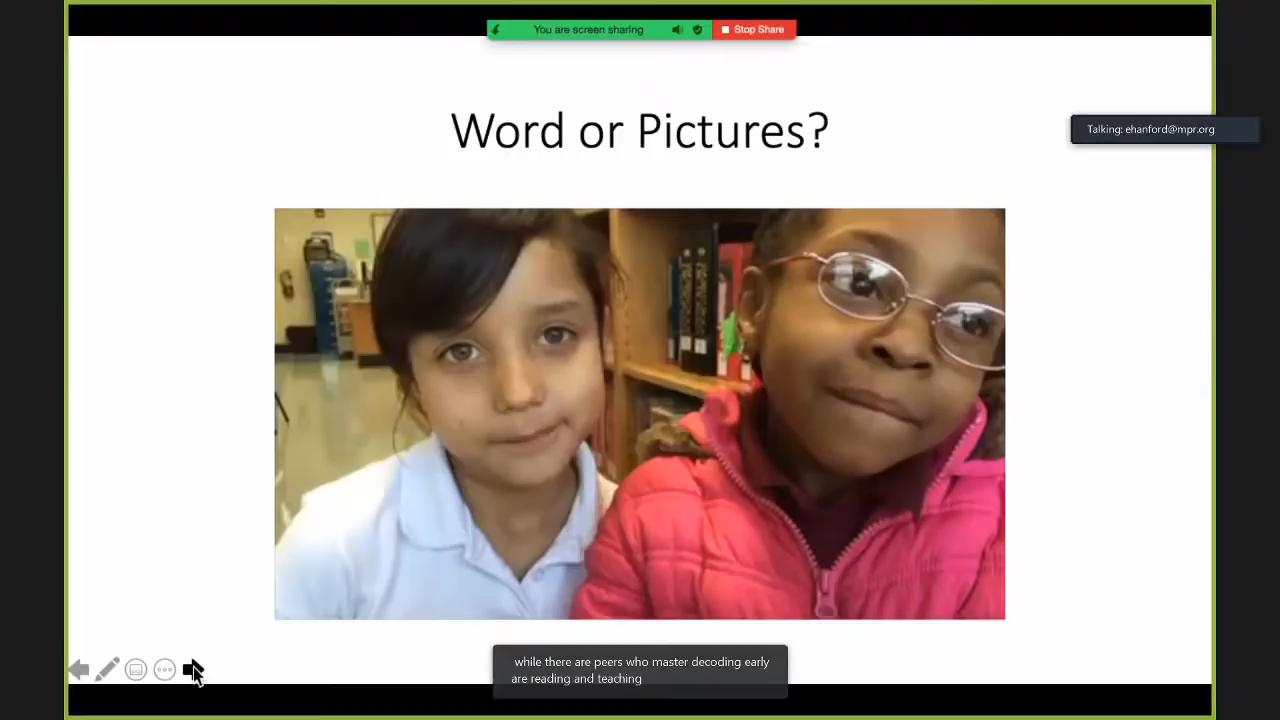 You are screen sharing
Stop Share
Word or Pictures?
Talking: ehanford@mpr.org
while there are peers who master decoding early
are reading and teaching